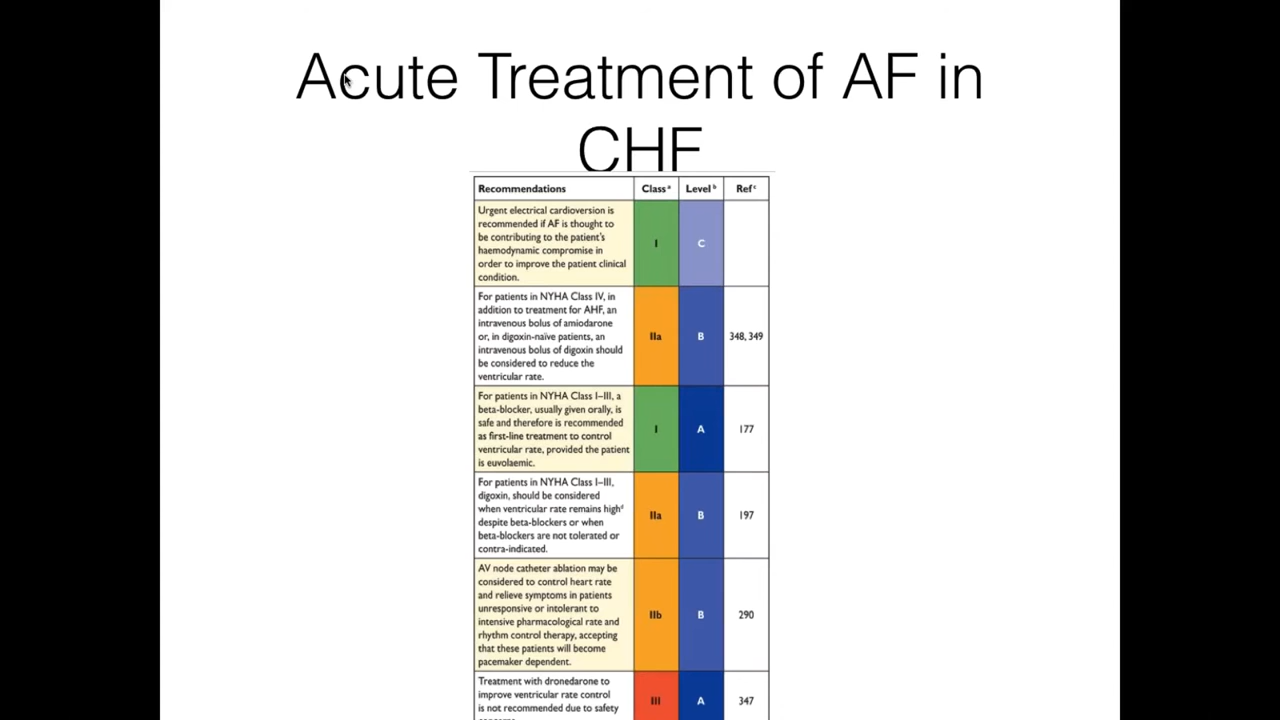 Acute Treatment of AF in
CHF
Recommendations Class a Level b Ref c
Urgent electrical cardioversion is
recommended if AF is thought to
be contributing to the patient's
haemodynamic compromise in
order to improve the patient clinical
condition.
I C
For patients in NYHA Class IV, in
addition to treatment for AHF, an
intravenous bolus of amiodarone
or, in digoxin-naïve patients, an
intravenous bolus of digoxin should
be considered to reduce the
ventricular rate.
IIa B 348, 349
For patients in NYHA Class I–III, a
beta-blocker, usually given orally, is
safe and therefore is recommended
as first-line treatment to control
ventricular rate, provided the patient
is euvolaemic.
I A 177
For patients in NYHA Class I–III,
digoxin, should be considered
when ventricular rate remains high d
despite beta-blockers or when
beta-blockers are not tolerated or
contra-indicated.
IIa B 197
AV node catheter ablation may be
considered to control heart rate
and relieve symptoms in patients
unresponsive or intolerant to
intensive pharmacological rate and
rhythm control therapy, accepting
that these patients will become
pacemaker dependent.
IIb B 290
Treatment with dronedarone to
improve ventricular rate control
is not recommended due to safety
III A 347